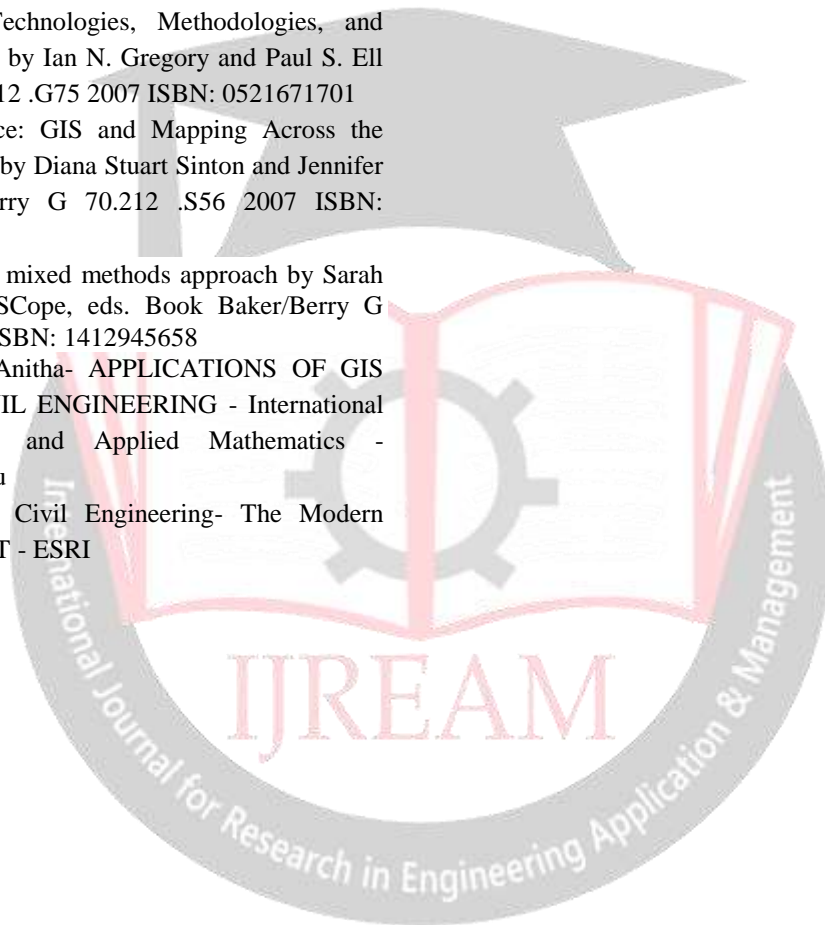 Technologies, Methodologies, and
by Ian N. Gregory and Paul S. Ell
12 .G75 2007 ISBN: 0521671701
ce: GIS and Mapping Across the
by Diana Stuart Sinton and Jennifer
rry G 70.212 .S56 2007 ISBN:
mixed methods approach by Sarah
SCope, eds. Book Baker/Berry G
SBN: 1412945658
Anitha- APPLICATIONS OF GIS
IL ENGINEERING - International
and Applied Mathematics -
u
Civil Engineering- The Modern
T - ESRI
IJREAM
International Journal for Research in Engineering Application & Management